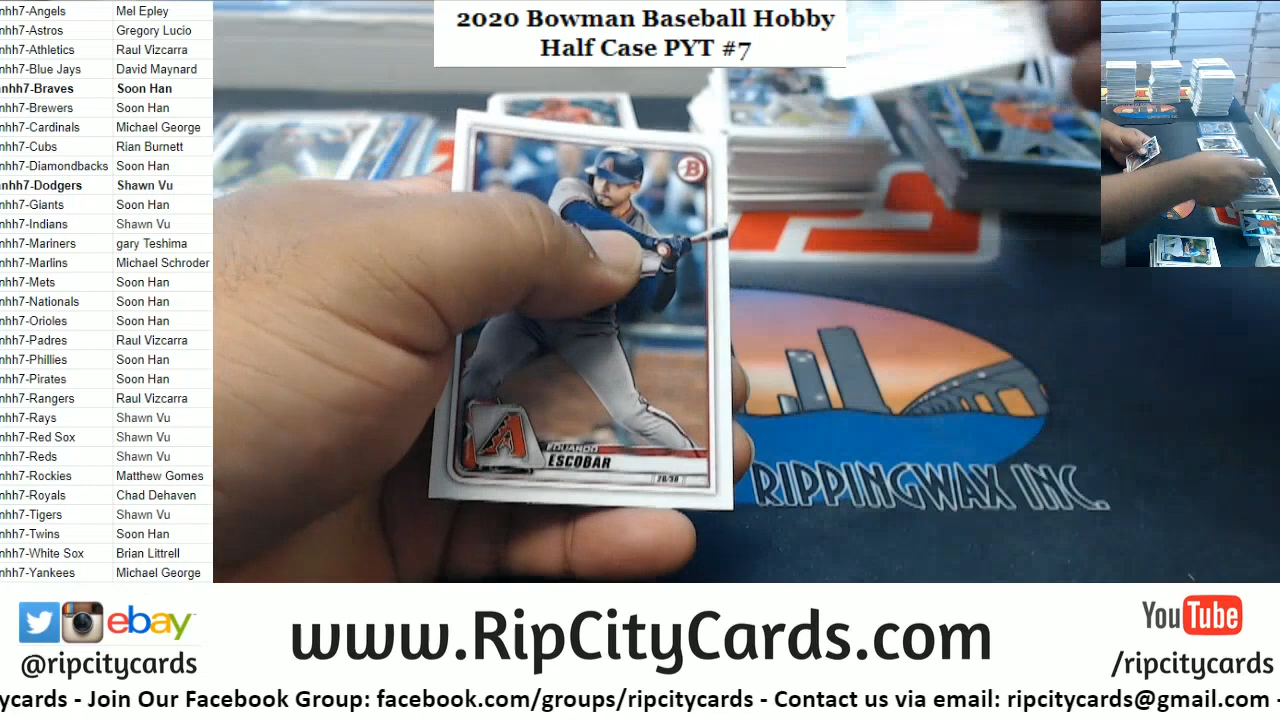 2020 Bowman Baseball Hobby
Half Case PYT #7
nhh7-Angels Mel Epley
nhh7-Astros Gregory Lucio
nhh7-Athletics Raul Vizcarra
nhh7-Blue Jays David Maynard
nhh7-Braves Soon Han
nhh7-Brewers Soon Han
nhh7-Cardinals Michael George
nhh7-Cubs Rian Burnett
nhh7-Diamondbacks Soon Han
nhh7-Dodgers Shawn Vu
nhh7-Giants Soon Han
nhh7-Indians Shawn Vu
nhh7-Mariners gary Teshima
nhh7-Marlins Michael Schroder
nhh7-Mets Soon Han
nhh7-Nationals Soon Han
nhh7-Orioles Soon Han
nhh7-Padres Raul Vizcarra
nhh7-Phillies Soon Han
nhh7-Pirates Soon Han
nhh7-Rangers Raul Vizcarra
nhh7-Rays Shawn Vu
nhh7-Red Sox Shawn Vu
nhh7-Reds Shawn Vu
nhh7-Rockies Matthew Gomes
nhh7-Royals Chad Dehaven
nhh7-Tigers Shawn Vu
nhh7-Twins Soon Han
nhh7-White Sox Brian Littrell
nhh7-Yankees Michael George
B
EDUARDO
ESCOBAR
RIPPINGWAX INC.
ebay
@ripcitycards
www.RipCityCards.com
YouTube
/ripcitycards
ycards - Join Our Facebook Group: facebook.com/groups/ripcitycards - Contact us via email: ripcitycards@gmail.com -